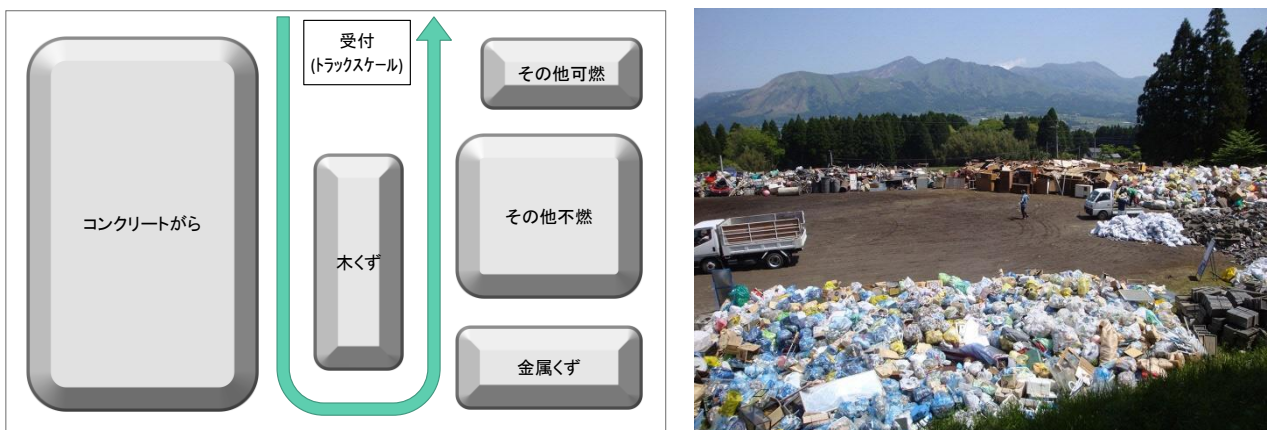 受付
(トラックスケール)
その他可燃
コンクリートがら
その他不燃
木くず
金属くず